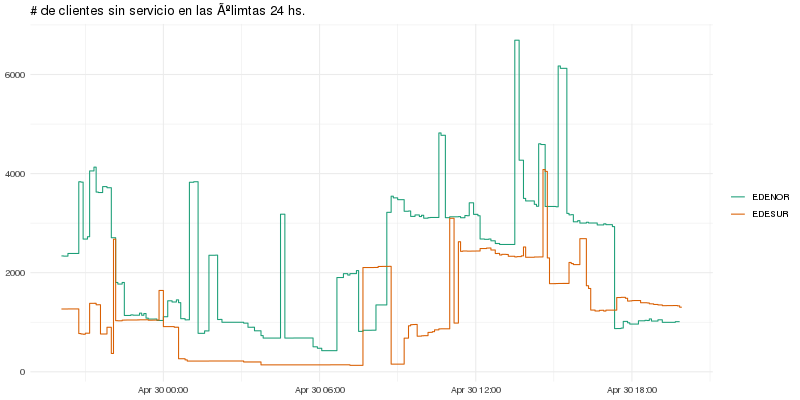 # de clientes sin servicio en las Ãºlimtas 24 hs.
6000
4000
2000
0
Apr 30 00:00
Apr 30 06:00
Apr 30 12:00
Apr 30 18:00
EDENOR
EDESUR